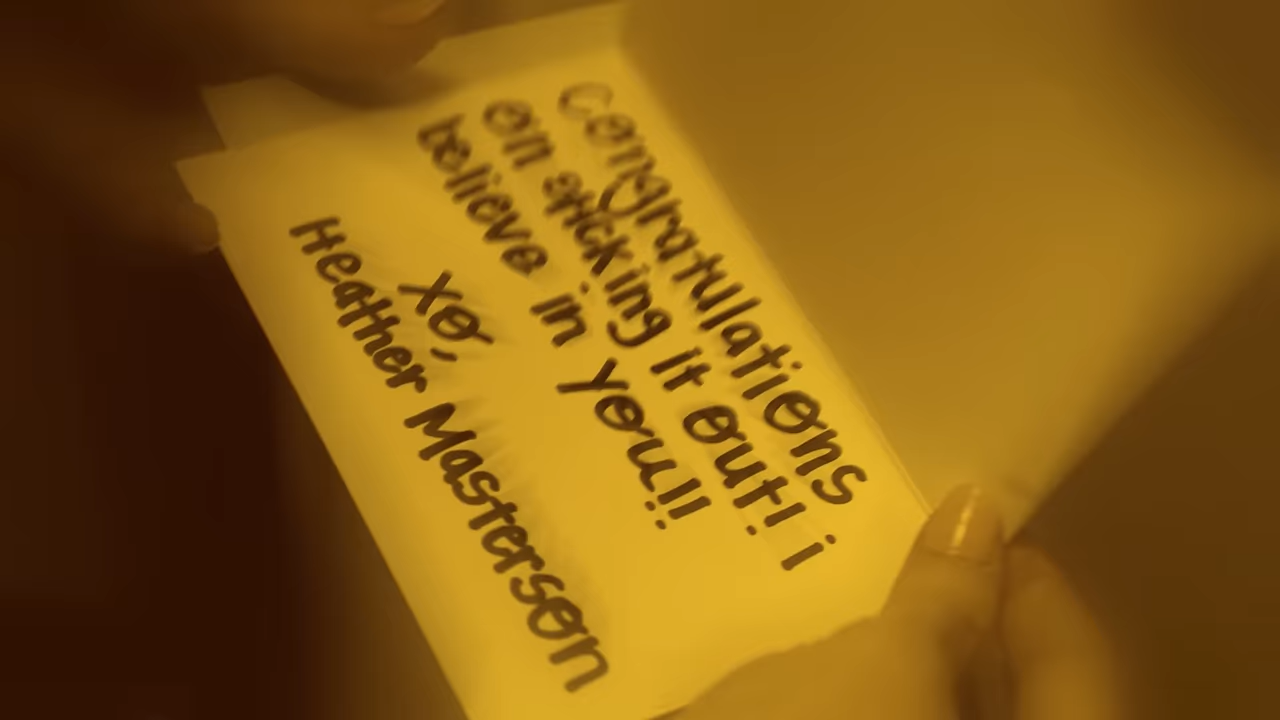 Congratulations
on sticking it out! i
believe in you!!
XO,
Heather Masterson